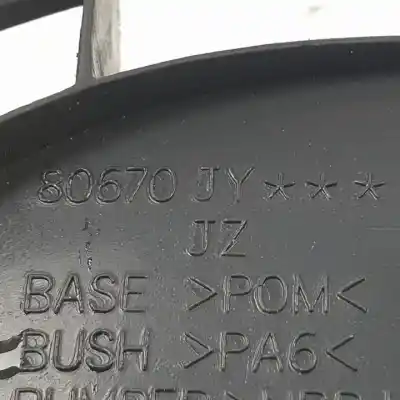 80670 JY***
JZ
BASE >POM<
BUSH >PA6<